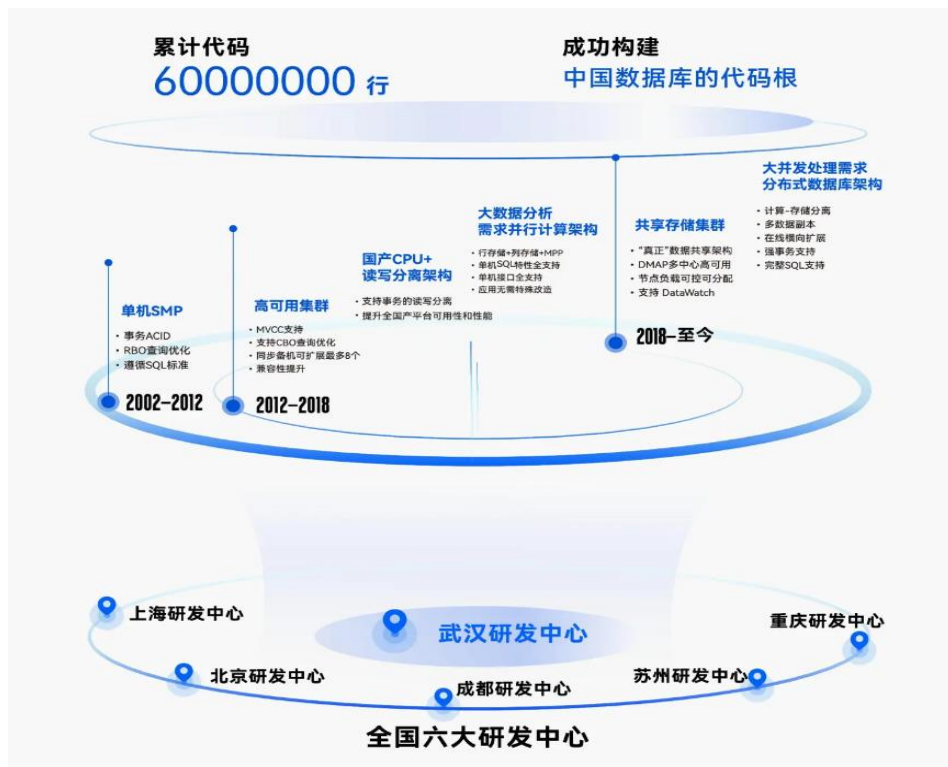 累计代码
60000000 行
成功构建
中国数据库的代码根
单机SMP
· 事务ACID
· RBO查询优化
· 遵循SQL标准
2002-2012
高可用集群
· MVCC支持
· 支持CBO查询优化
· 同步备机可扩展最多8个
· 兼容性提升
2012-2018
国产CPU+
读写分离架构
· 支持事务的读写分离
· 提升全国产平台可用性和性能
大数据分析
需求并行计算架构
· 行存储+列存储+MPP
· 单机SQL特性全支持
· 单机接口全支持
· 应用无需特殊改造
共享存储集群
· “真正”数据共享架构
· DMAP多中心高可用
· 节点负载可控可分配
· 支持 DataWatch
2018-至今
大并发处理需求
分布式数据库架构
· 计算-存储分离
· 多数据副本
· 在线横向扩展
· 强事务支持
· 完整SQL支持
上海研发中心
武汉研发中心
重庆研发中心
北京研发中心
成都研发中心
苏州研发中心
全国六大研发中心